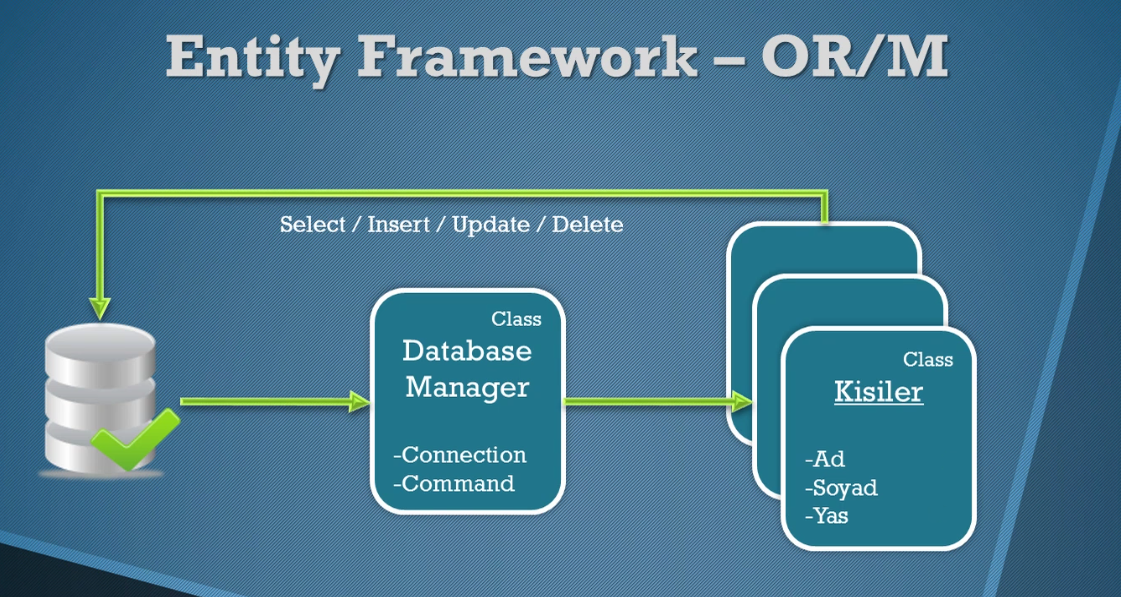 Entity Framework – OR/M
Select / Insert / Update / Delete
Class
Database
Manager
-Connection
-Command
Class
Kisiler
-Ad
-Soyad
-Yas